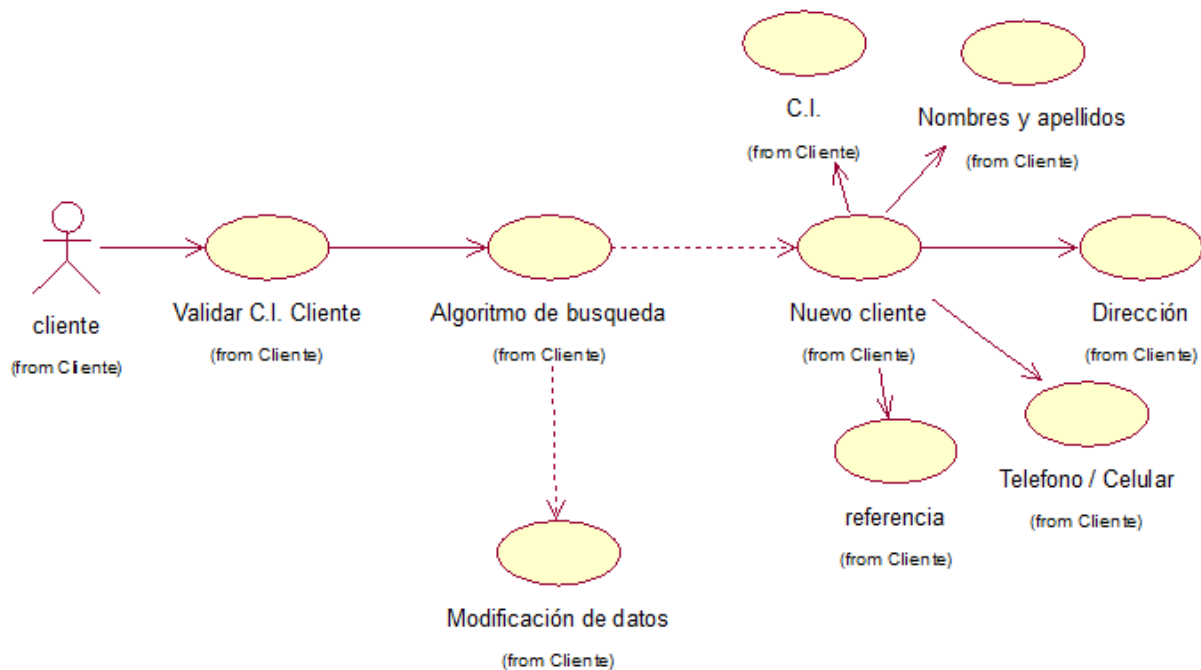 C.I.
(from Cliente)
Nombres y apellidos
(from Cliente)
cliente
(from Cliente)
Validar C.I. Cliente
(from Cliente)
Algoritmo de busqueda
(from Cliente)
Nuevo cliente
(from Cliente)
Dirección
(from Cliente)
referencia
(from Cliente)
Telefono / Celular
(from Cliente)
Modificación de datos
(from Cliente)